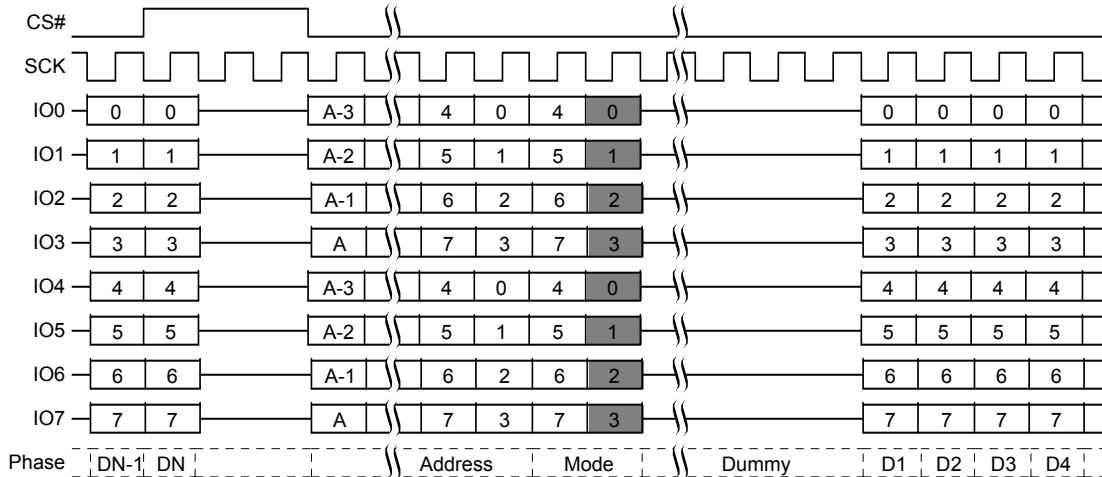 CS#
SCK
IO0 0 0 A-3 4 0 4 0 0 0 0 0
IO1 1 1 A-2 5 1 5 1 1 1 1 1
IO2 2 2 A-1 6 2 6 2 2 2 2 2
IO3 3 3 A 7 3 7 3 3 3 3 3
IO4 4 4 A-3 4 0 4 0 4 4 4 4
IO5 5 5 A-2 5 1 5 1 5 5 5 5
IO6 6 6 A-1 6 2 6 2 6 6 6 6
IO7 7 7 A 7 3 7 3 7 7 7 7
Phase DN-1 DN Address Mode Dummy D1 D2 D3 D4